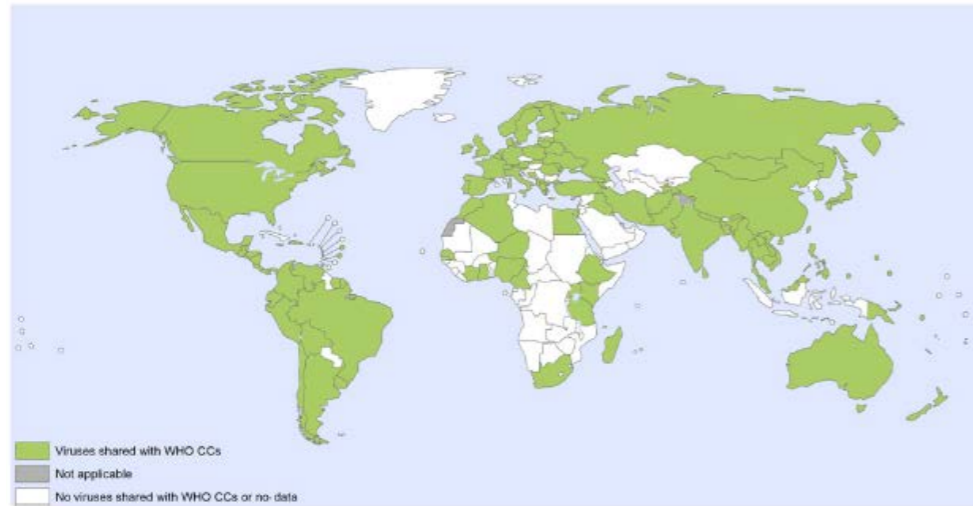 Viruses shared with WHO CCs
Not applicable
No viruses shared with WHO CCs or no- data